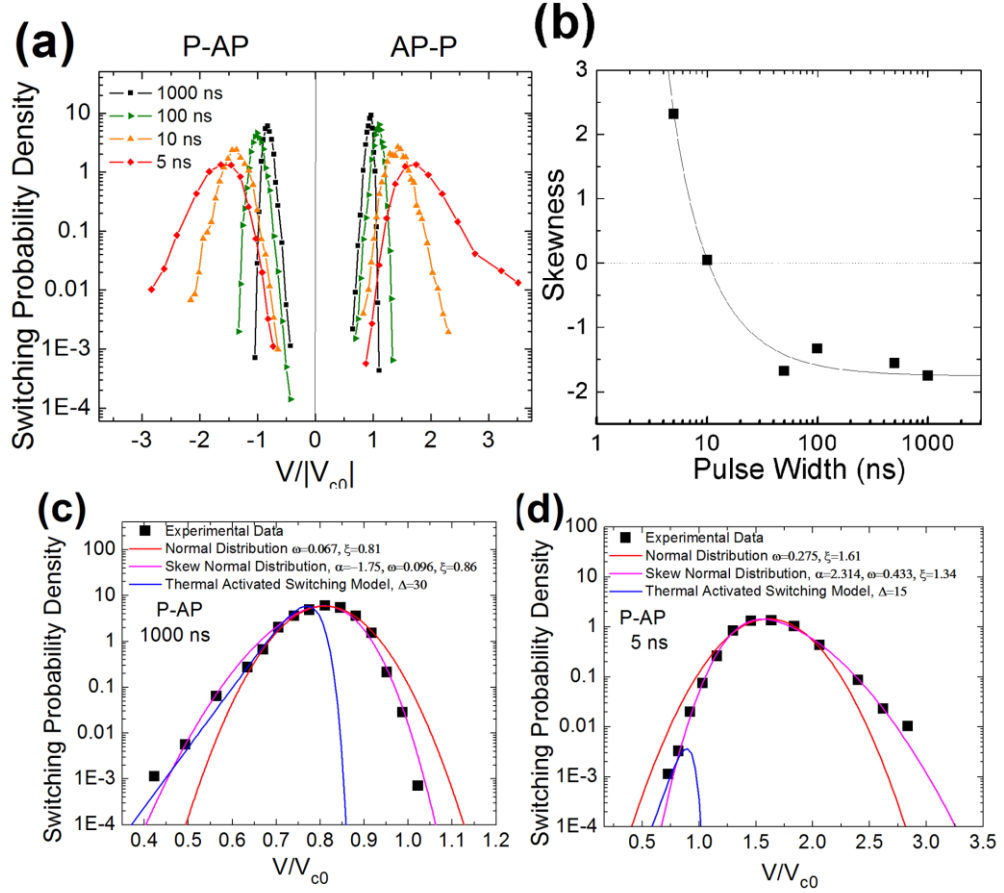 (a)
P-AP
AP-P
1000 ns
100 ns
10 ns
5 ns
Switching Probability Density
10
1
0.1
0.01
1E-3
1E-4
-3 -2 -1 0 1 2 3
V/|V_c0|
(b)
Skewness
3
2
1
0
-1
-2
1 10 100 1000
Pulse Width (ns)
(c)
Experimental Data
Normal Distribution ω=0.067, ξ=0.81
Skew Normal Distribution, α=-1.75, ω=0.096, ξ=0.86
Thermal Activated Switching Model, Δ=30
P-AP
1000 ns
Switching Probability Density
100
10
1
0.1
0.01
1E-3
1E-4
0.4 0.5 0.6 0.7 0.8 0.9 1.0 1.1 1.2
V/V_c0
(d)
Experimental Data
Normal Distribution ω=0.275, ξ=1.61
Skew Normal Distribution, α=2.314, ω=0.433, ξ=1.34
Thermal Activated Switching Model, Δ=15
P-AP
5 ns
Switching Probability Density
100
10
1
0.1
0.01
1E-3
1E-4
0.5 1.0 1.5 2.0 2.5 3.0 3.5
V/V_c0